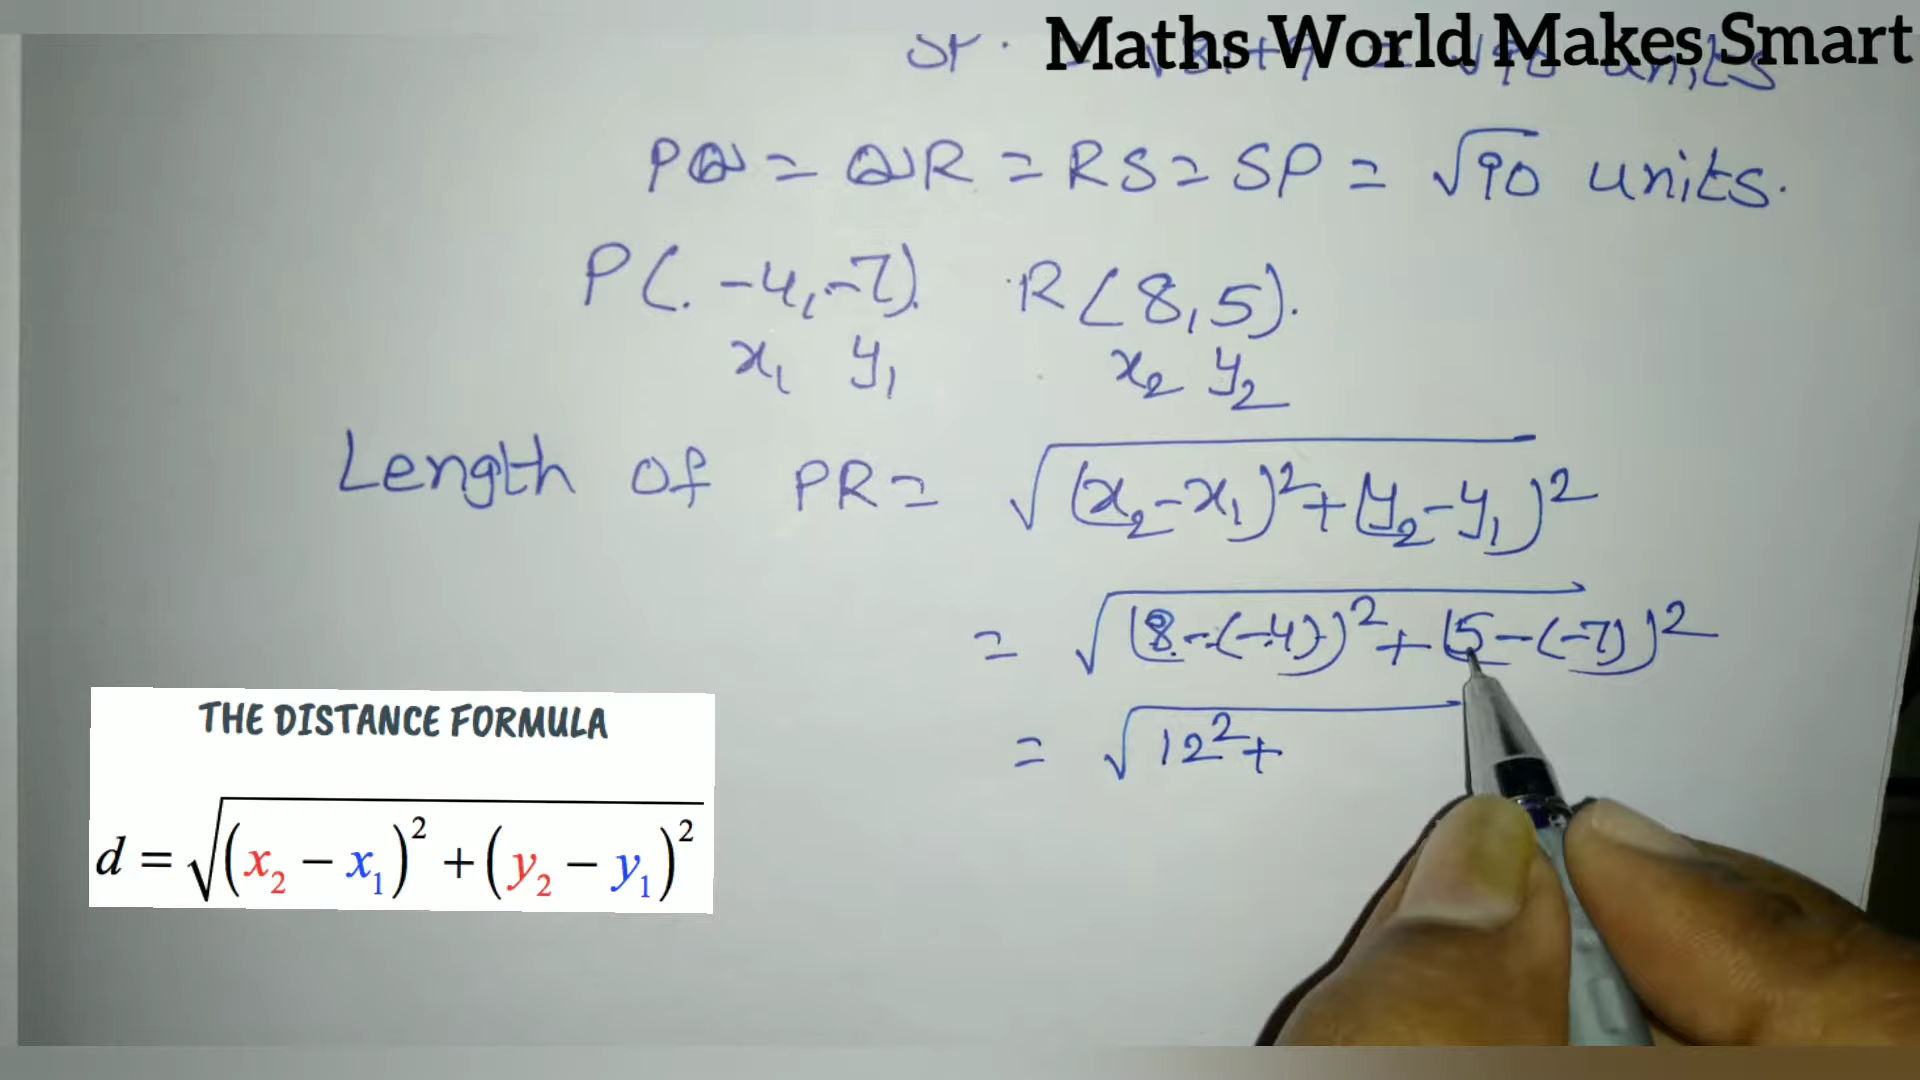 Maths World Makes Smart
= √90 units
PQ = QR = RS = SP = √90 units.
P(-4,-7) R(8,5).
x₁ y₁ x₂ y₂
Length of PR = √(x₂-x₁)²+(y₂-y₁)²
= √(8-(-4))²+(5-(-7))²
= √12²+
THE DISTANCE FORMULA
d = √(x₂ − x₁)² + (y₂ − y₁)²